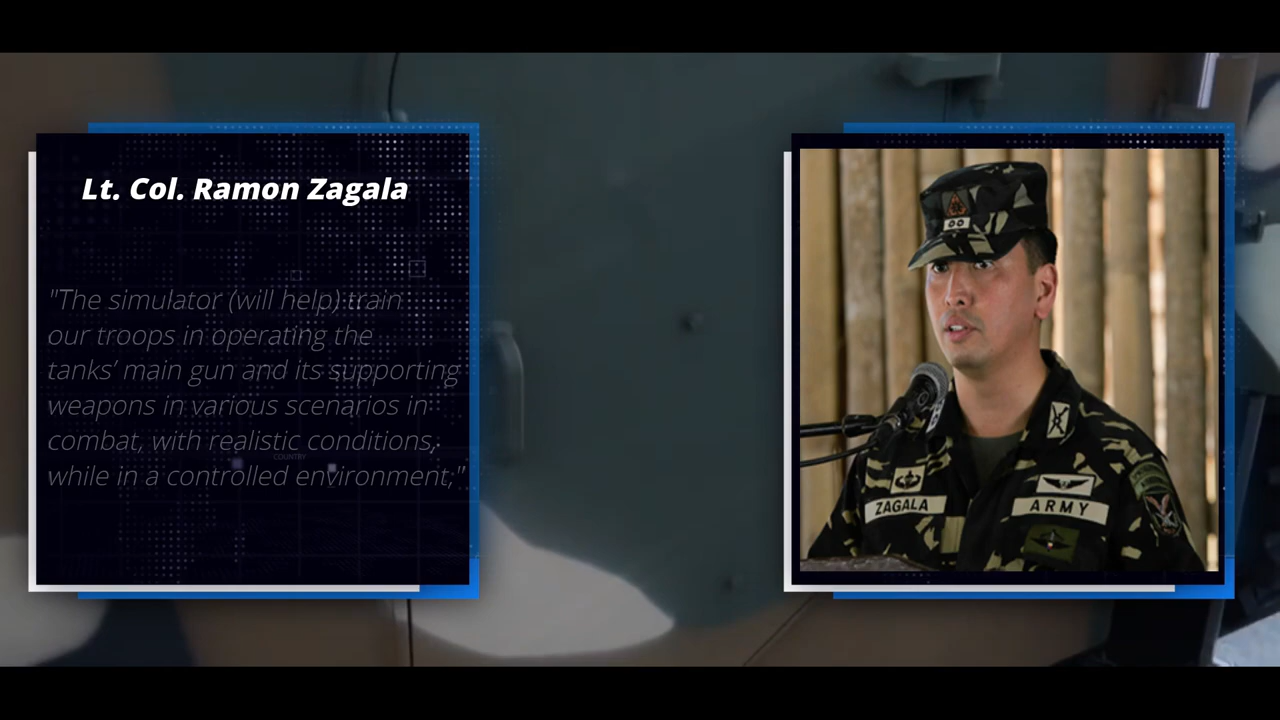 Lt. Col. Ramon Zagala
"The simulator (will help) train
our troops in operating the
tanks’ main gun and its supporting
weapons in various scenarios in
combat, with realistic conditions,
while in a controlled environment,"
COUNTRY
ZAGALA
ARMY